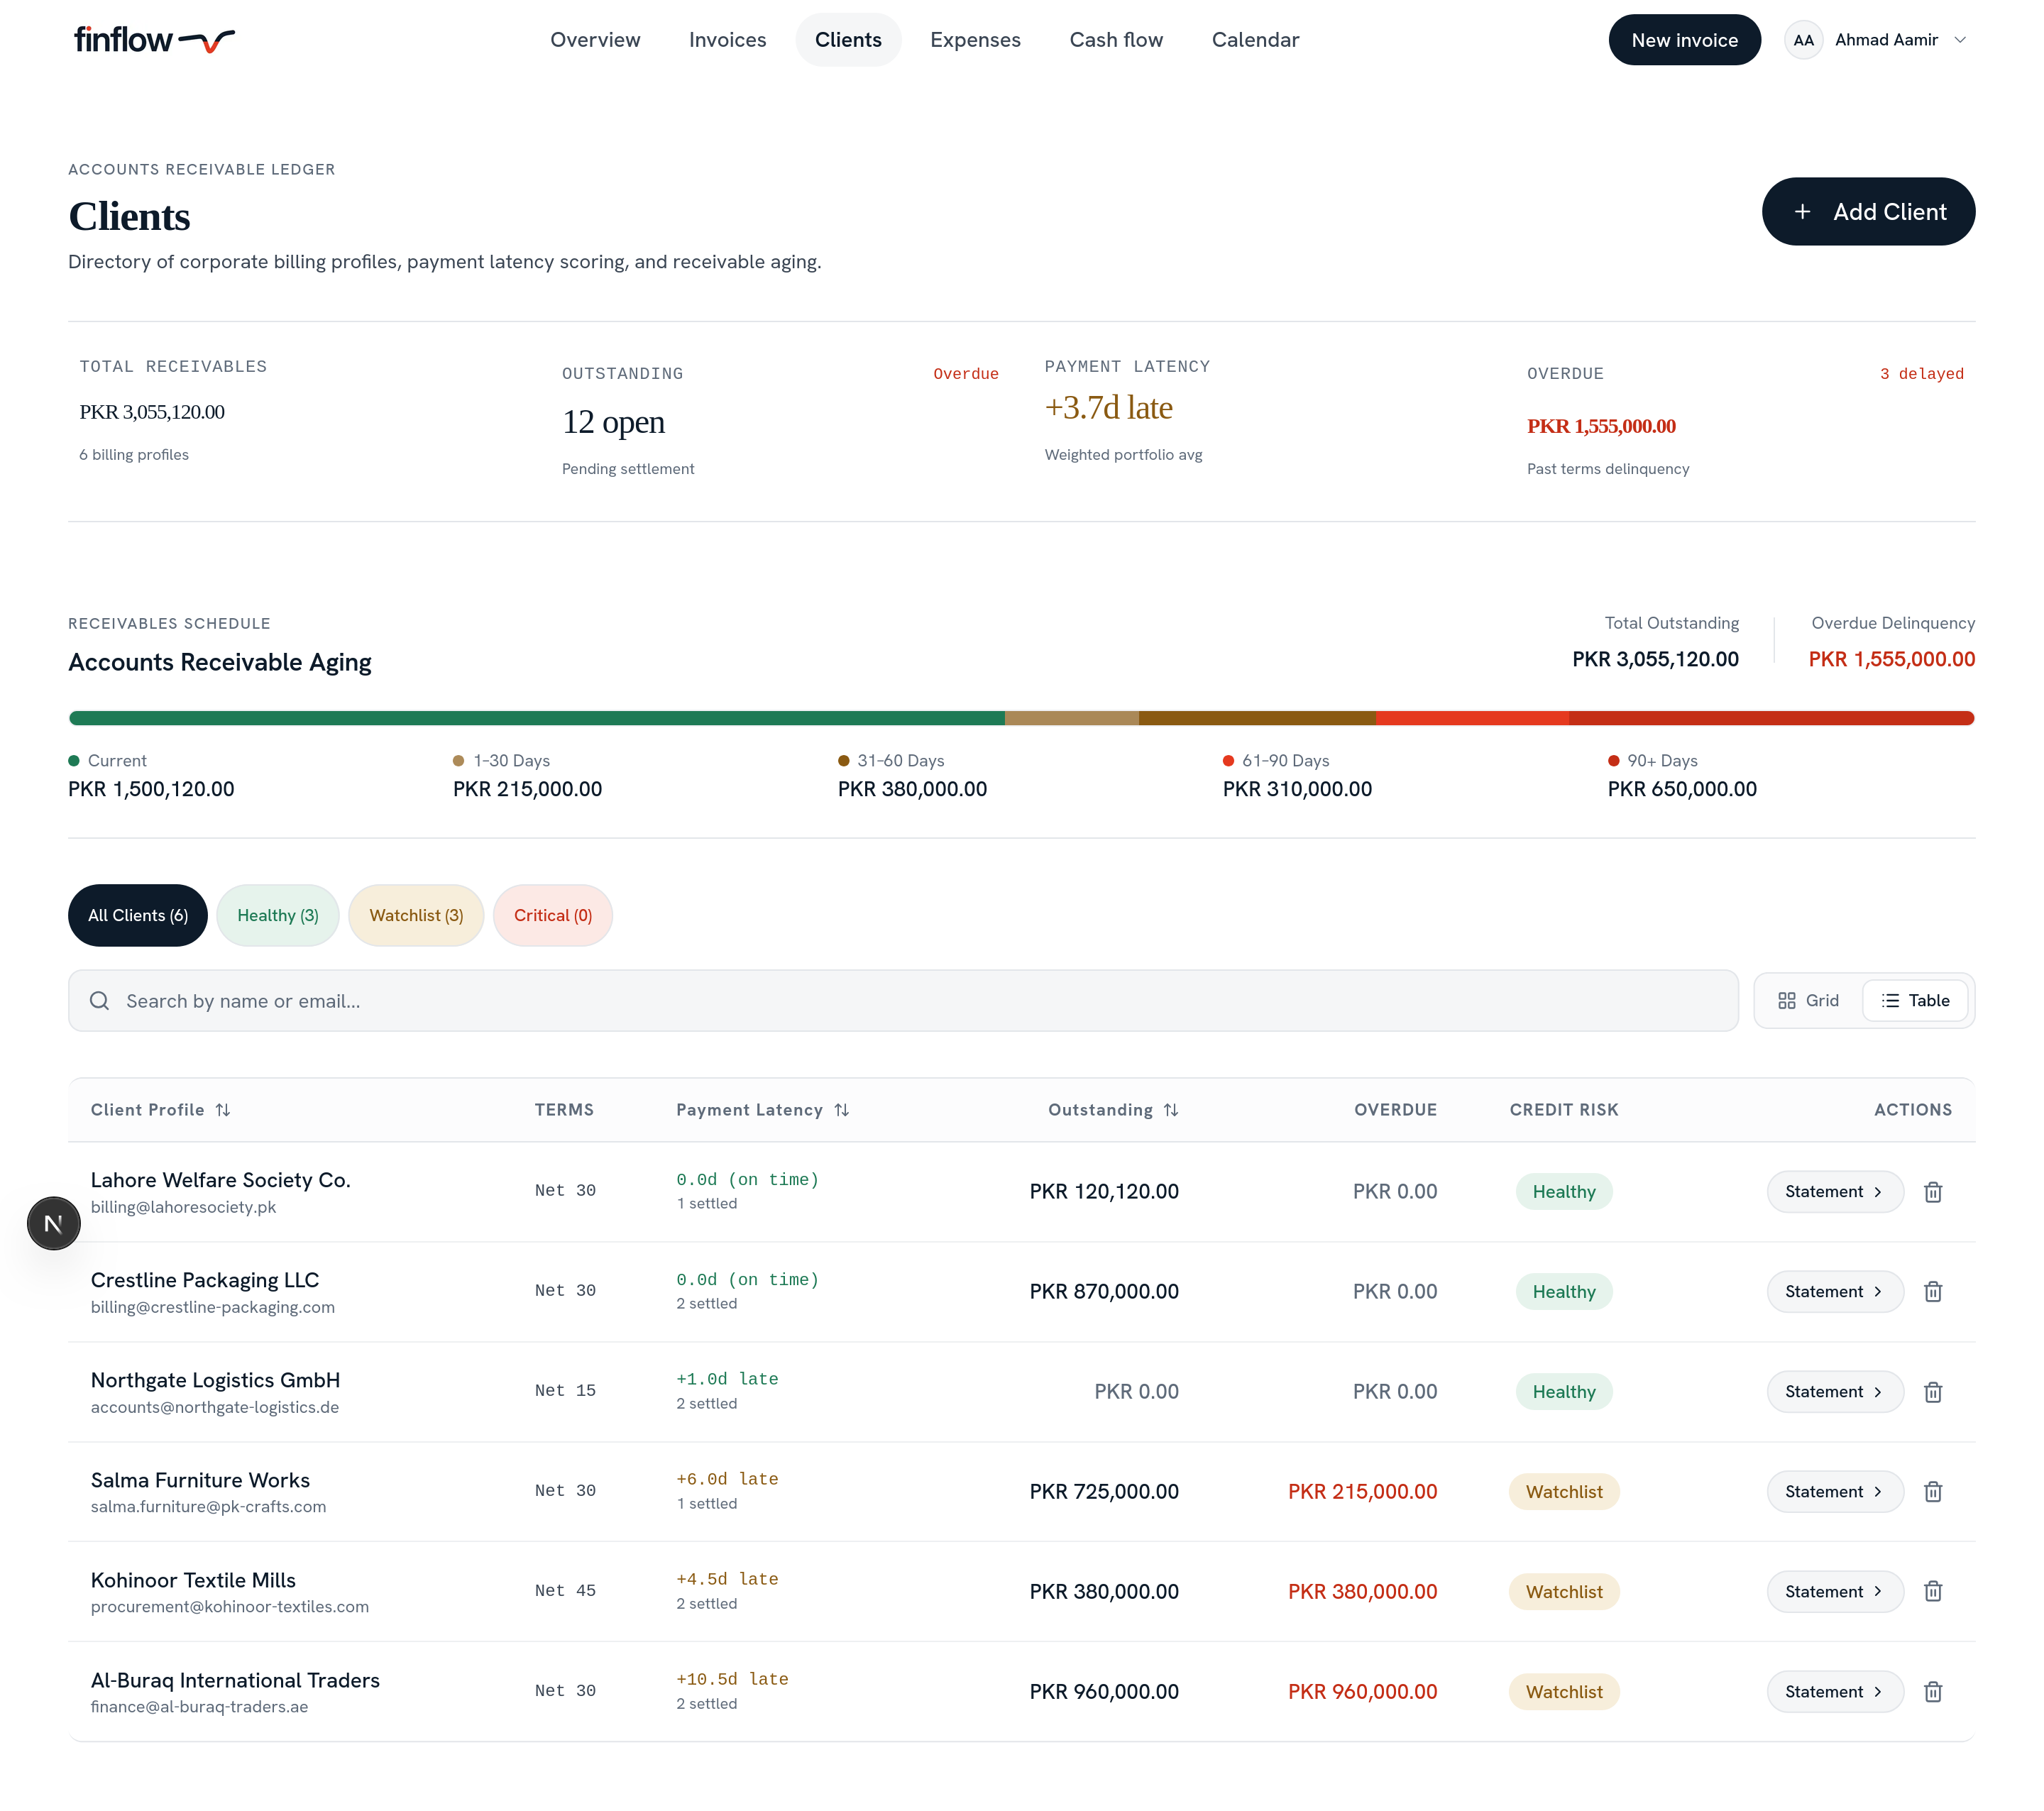 finflow
Overview Invoices Clients Expenses Cash flow Calendar
New invoice AA Ahmad Aamir
ACCOUNTS RECEIVABLE LEDGER
Clients
Directory of corporate billing profiles, payment latency scoring, and receivable aging.
+ Add Client
TOTAL RECEIVABLES
PKR 3,055,120.00
6 billing profiles
OUTSTANDING Overdue
12 open
Pending settlement
PAYMENT LATENCY
+3.7d late
Weighted portfolio avg
OVERDUE 3 delayed
PKR 1,555,000.00
Past terms delinquency
RECEIVABLES SCHEDULE
Accounts Receivable Aging
Total Outstanding
PKR 3,055,120.00
Overdue Delinquency
PKR 1,555,000.00
Current
PKR 1,500,120.00
1–30 Days
PKR 215,000.00
31–60 Days
PKR 380,000.00
61–90 Days
PKR 310,000.00
90+ Days
PKR 650,000.00
All Clients (6) Healthy (3) Watchlist (3) Critical (0)
Search by name or email...
Grid Table
Client Profile TERMS Payment Latency Outstanding OVERDUE CREDIT RISK ACTIONS
Lahore Welfare Society Co.
billing@lahoresociety.pk
Net 30
0.0d (on time)
1 settled
PKR 120,120.00 PKR 0.00 Healthy Statement
N
Crestline Packaging LLC
billing@crestline-packaging.com
Net 30
0.0d (on time)
2 settled
PKR 870,000.00 PKR 0.00 Healthy Statement
Northgate Logistics GmbH
accounts@northgate-logistics.de
Net 15
+1.0d late
2 settled
PKR 0.00 PKR 0.00 Healthy Statement
Salma Furniture Works
salma.furniture@pk-crafts.com
Net 30
+6.0d late
1 settled
PKR 725,000.00 PKR 215,000.00 Watchlist Statement
Kohinoor Textile Mills
procurement@kohinoor-textiles.com
Net 45
+4.5d late
2 settled
PKR 380,000.00 PKR 380,000.00 Watchlist Statement
Al-Buraq International Traders
finance@al-buraq-traders.ae
Net 30
+10.5d late
2 settled
PKR 960,000.00 PKR 960,000.00 Watchlist Statement